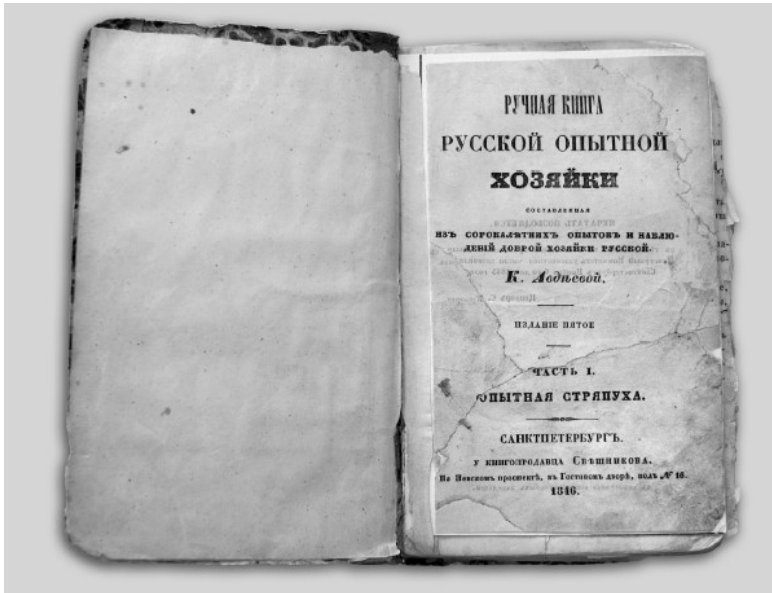 РУЧНАЯ КНИГА
РУССКОЙ ОПЫТНОЙ
ХОЗЯЙКИ
СОСТАВЛЕННАЯ
ИЗЪ СОРОКАЛѢТНИХЪ ОПЫТОВЪ И НАБЛЮ-
ДЕНІЙ ДОБРОЙ ХОЗЯЙКИ РУССКОЙ.
К. Авдѣевой.
ИЗДАНІЕ ПЯТОЕ
ЧАСТЬ I.
ОПЫТНАЯ СТРЯПУХА.
САНКТПЕТЕРБУРГЪ.
У КНИГОПРОДАВЦА СВѢШНИКОВА.
На Невскомъ проспектѣ, въ Гостиномъ дворѣ, подъ № 16.
1846.